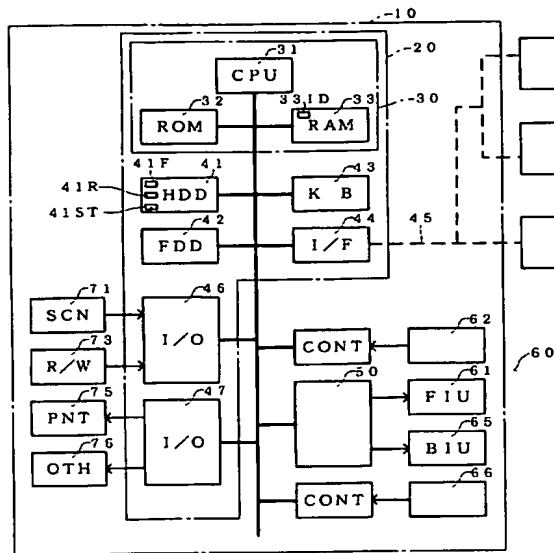 10
31
20
CPU
32
331D
33
30
ROM
RAM
41F
41
43
41R
HDD
K B
41ST
42
44
45
FDD
I/F
71
46
62
SCN
I/O
CONT
73
50
61
60
R/W
FIU
75
47
65
PNT
I/O
BIU
76
66
OTH
CONT